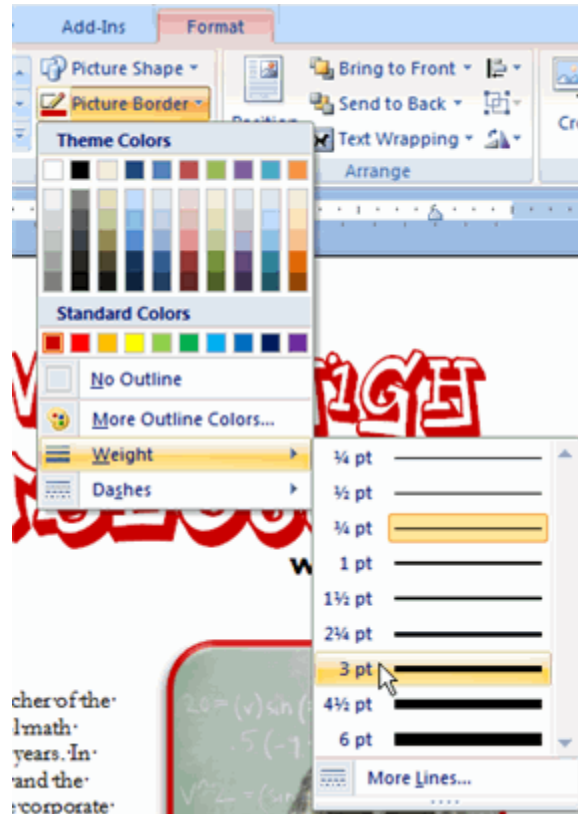 Add-Ins Format
Picture Shape
Picture Border
Bring to Front
Send to Back
Text Wrapping
Position
Arrange
Theme Colors
Standard Colors
No Outline
More Outline Colors...
Weight
Dashes
¼ pt
½ pt
¾ pt
1 pt
1½ pt
2¼ pt
3 pt
4½ pt
6 pt
More Lines...
cher·of·the·
l·math·
years.·In·
and·the·
corporate·